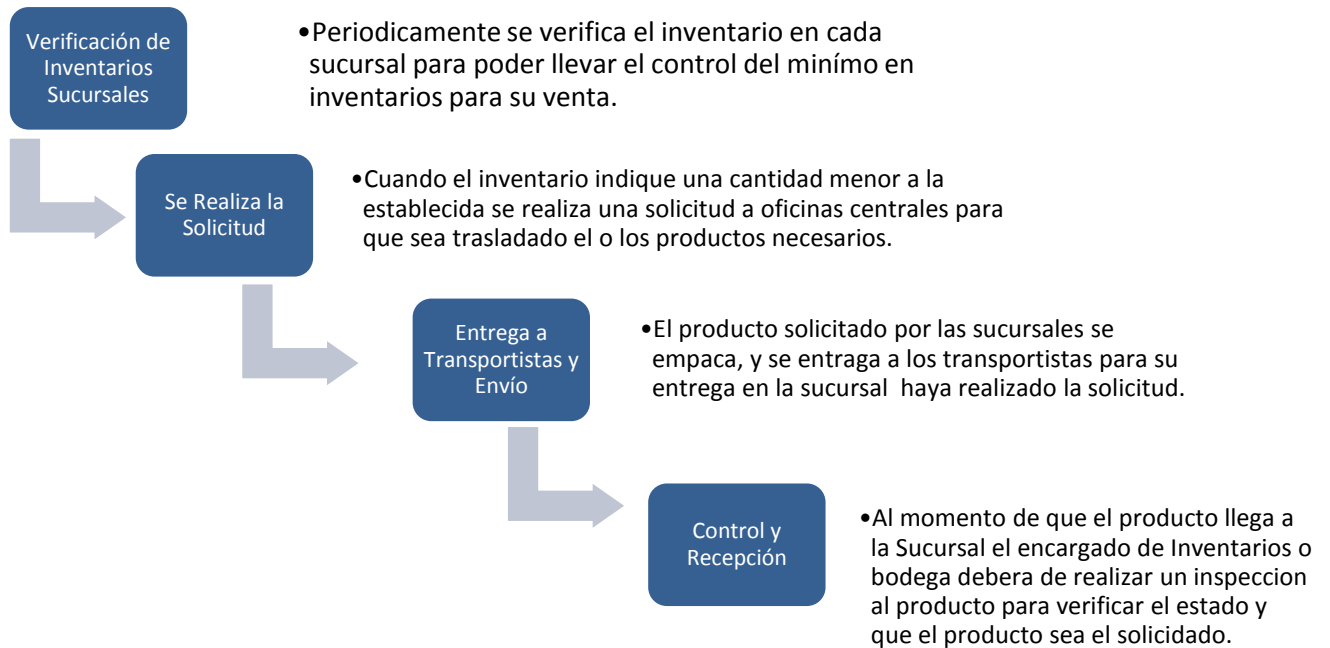 Verificación de
Inventarios
Sucursales
•Periodicamente se verifica el inventario en cada
sucursal para poder llevar el control del minímo en
inventarios para su venta.
Se Realiza la
Solicitud
•Cuando el inventario indique una cantidad menor a la
establecida se realiza una solicitud a oficinas centrales para
que sea trasladado el o los productos necesarios.
Entrega a
Transportistas y
Envío
•El producto solicitado por las sucursales se
empaca, y se entraga a los transportistas para su
entrega en la sucursal haya realizado la solicitud.
Control y
Recepción
•Al momento de que el producto llega a
la Sucursal el encargado de Inventarios o
bodega debera de realizar un inspeccion
al producto para verificar el estado y
que el producto sea el solicidado.